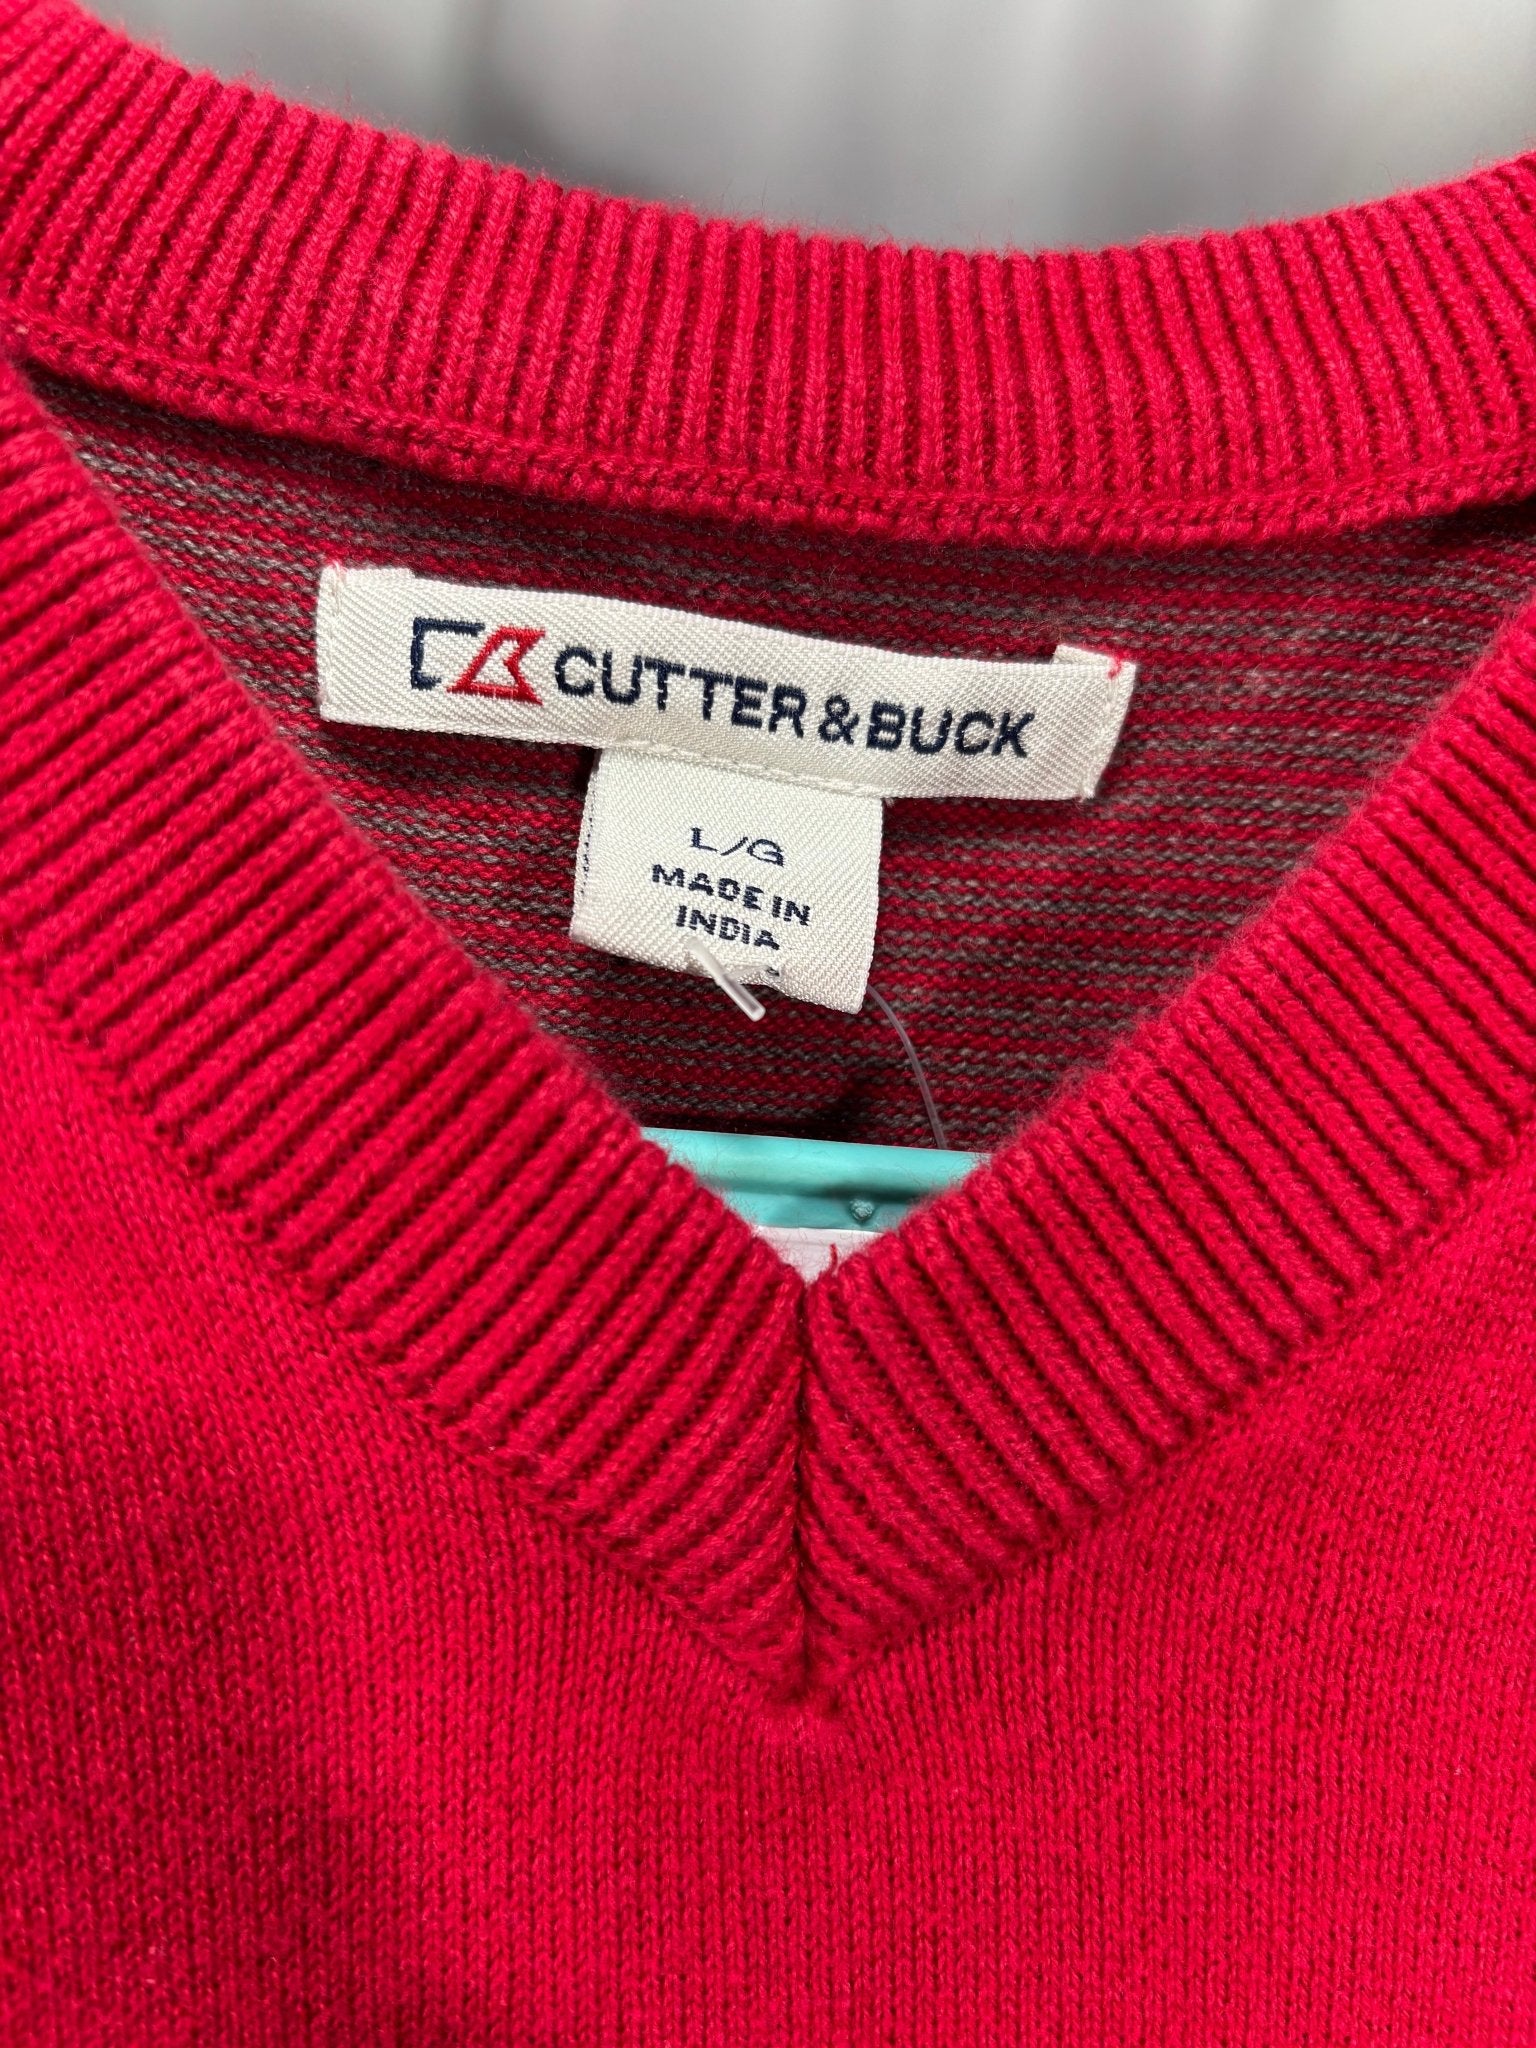 CUTTER & BUCK
L/G
MADE IN
INDIA